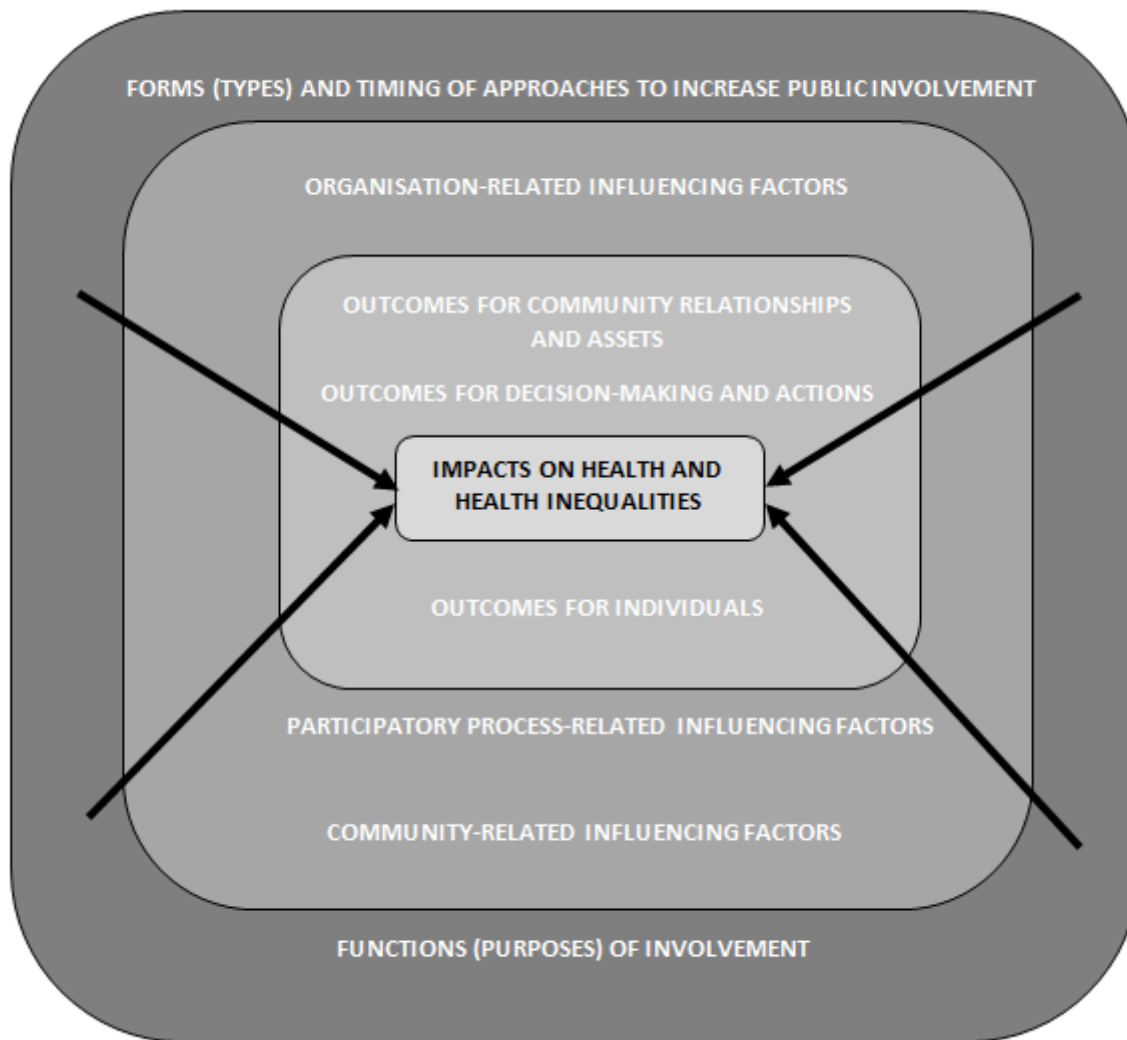 FORMS (TYPES) AND TIMING OF APPROACHES TO INCREASE PUBLIC INVOLVEMENT
ORGANISATION-RELATED INFLUENCING FACTORS
OUTCOMES FOR COMMUNITY RELATIONSHIPS
AND ASSETS
OUTCOMES FOR DECISION-MAKING AND ACTIONS
IMPACTS ON HEALTH AND
HEALTH INEQUALITIES
OUTCOMES FOR INDIVIDUALS
PARTICIPATORY PROCESS-RELATED INFLUENCING FACTORS
COMMUNITY-RELATED INFLUENCING FACTORS
FUNCTIONS (PURPOSES) OF INVOLVEMENT